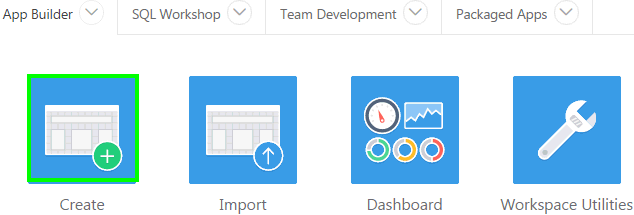 App Builder SQL Workshop Team Development Packaged Apps
Create Import Dashboard Workspace Utilities